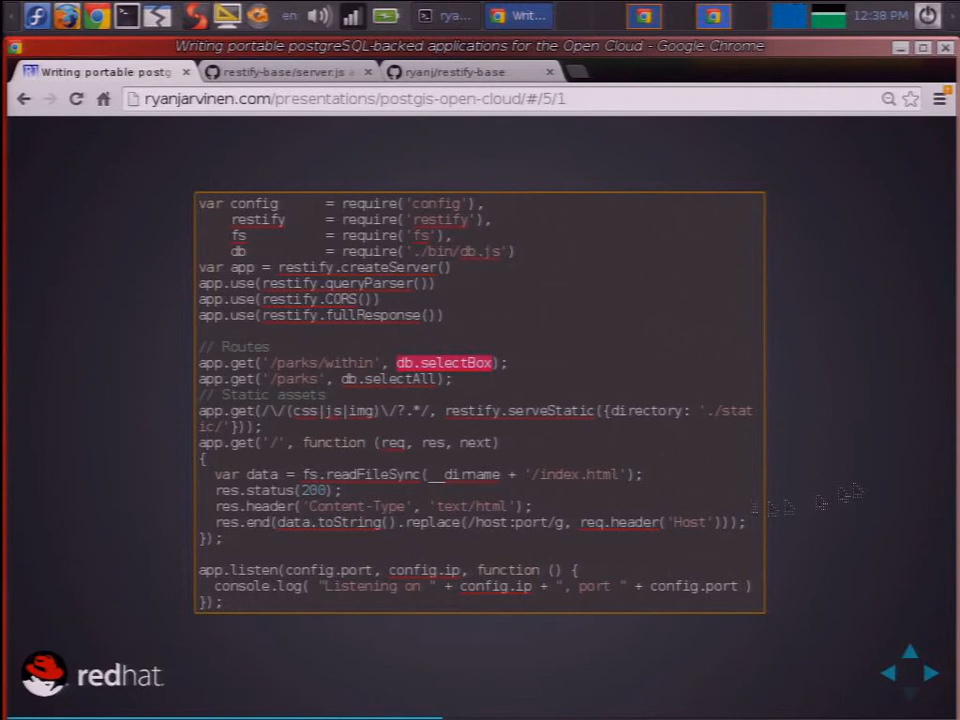 en
rya...
Writ...
12:38 PM
Writing portable postgreSQL-backed applications for the Open Cloud - Google Chrome
Writing portable postg
restify-base/server.js a
ryanj/restify-base
ryanjarvinen.com/presentations/postgis-open-cloud/#/5/1
var config      = require('config'),
    restify     = require('restify'),
    fs          = require('fs'),
    db          = require('./bin/db.js')
var app = restify.createServer()
app.use(restify.queryParser())
app.use(restify.CORS())
app.use(restify.fullResponse())
// Routes
app.get('/parks/within', db.selectBox);
app.get('/parks', db.selectAll);
// Static assets
app.get(/\/(css|js|img)\/?.*/, restify.serveStatic({directory: './stat
ic/'}));
app.get('/', function (req, res, next)
{
  var data = fs.readFileSync(__dirname + '/index.html');
  res.status(200);
  res.header('Content-Type', 'text/html');
  res.end(data.toString().replace(/host:port/g, req.header('Host')));
});
app.listen(config.port, config.ip, function () {
  console.log( "Listening on " + config.ip + ", port " + config.port )
});
redhat.